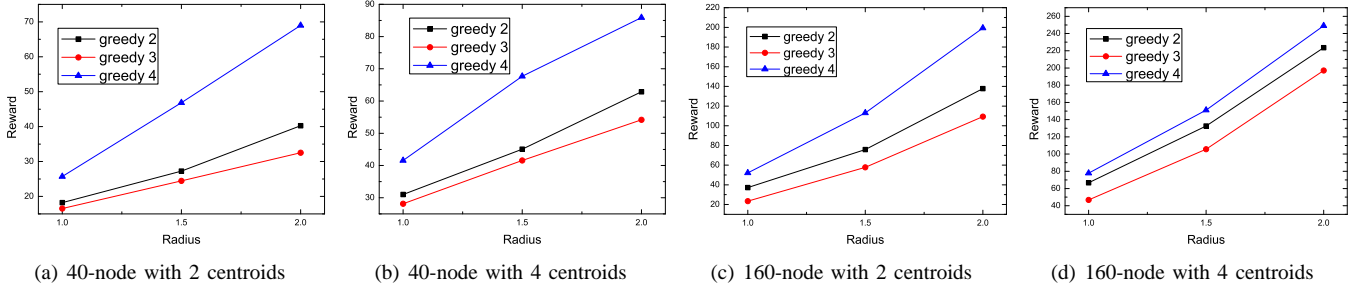 70
60
50
40
30
20
Reward
greedy 2
greedy 3
greedy 4
1.0
1.5
2.0
Radius
90
80
70
60
50
40
30
Reward
greedy 2
greedy 3
greedy 4
1.0
1.5
2.0
Radius
220
200
180
160
140
120
100
80
60
40
20
Reward
greedy 2
greedy 3
greedy 4
1.0
1.5
2.0
Radius
260
240
220
200
180
160
140
120
100
80
60
40
Reward
greedy 2
greedy 3
greedy 4
1.0
1.5
2.0
Radius
(a) 40-node with 2 centroids
(b) 40-node with 4 centroids
(c) 160-node with 2 centroids
(d) 160-node with 4 centroids